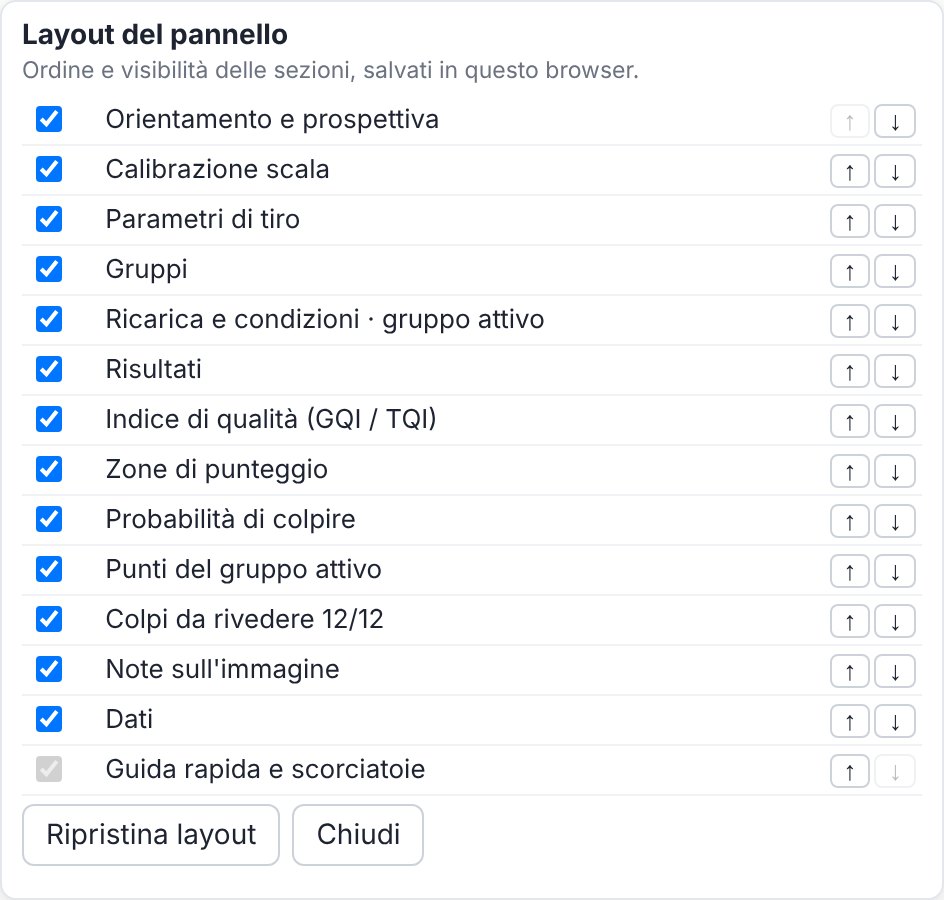 Layout del pannello
Ordine e visibilità delle sezioni, salvati in questo browser.
Orientamento e prospettiva ↑ ↓
Calibrazione scala ↑ ↓
Parametri di tiro ↑ ↓
Gruppi ↑ ↓
Ricarica e condizioni · gruppo attivo ↑ ↓
Risultati ↑ ↓
Indice di qualità (GQI / TQI) ↑ ↓
Zone di punteggio ↑ ↓
Probabilità di colpire ↑ ↓
Punti del gruppo attivo ↑ ↓
Colpi da rivedere 12/12 ↑ ↓
Note sull'immagine ↑ ↓
Dati ↑ ↓
Guida rapida e scorciatoie ↑ ↓
Ripristina layout Chiudi